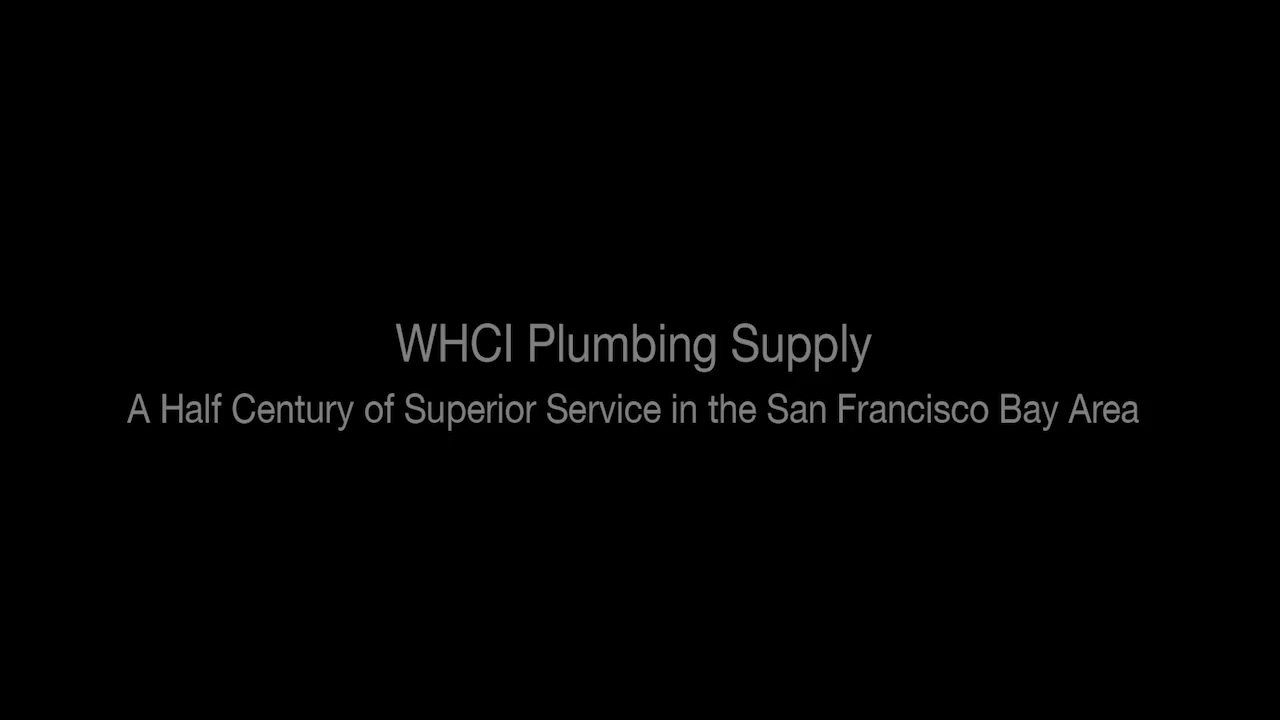 WHCI Plumbing Supply
A Half Century of Superior Service in the San Francisco Bay Area